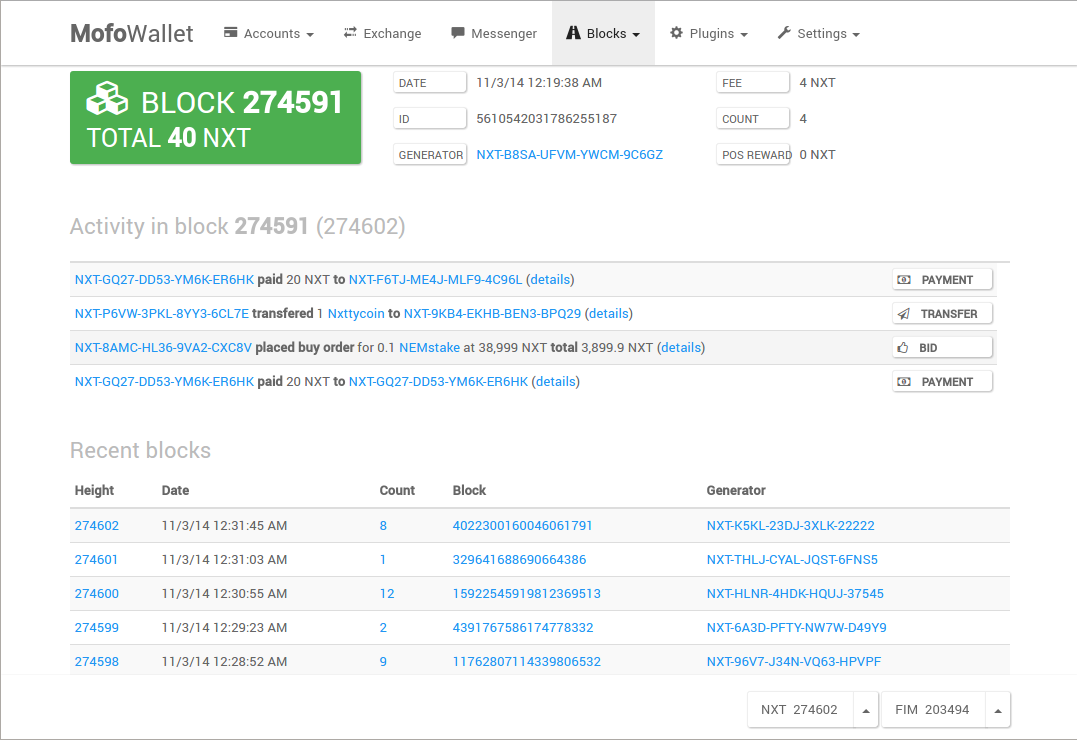 MofoWallet Accounts Exchange Messenger Blocks Plugins Settings
BLOCK 274591
TOTAL 40 NXT
DATE 11/3/14 12:19:38 AM FEE 4 NXT
ID 5610542031786255187 COUNT 4
GENERATOR NXT-B8SA-UFVM-YWCM-9C6GZ POS REWARD 0 NXT
Activity in block 274591 (274602)
NXT-GQ27-DD53-YM6K-ER6HK paid 20 NXT to NXT-F6TJ-ME4J-MLF9-4C96L (details) PAYMENT
NXT-P6VW-3PKL-8YY3-6CL7E transfered 1 Nxttycoin to NXT-9KB4-EKHB-BEN3-BPQ29 (details) TRANSFER
NXT-8AMC-HL36-9VA2-CXC8V placed buy order for 0.1 NEMstake at 38,999 NXT total 3,899.9 NXT (details) BID
NXT-GQ27-DD53-YM6K-ER6HK paid 20 NXT to NXT-GQ27-DD53-YM6K-ER6HK (details) PAYMENT
Recent blocks
Height Date Count Block Generator
274602 11/3/14 12:31:45 AM 8 4022300160046061791 NXT-K5KL-23DJ-3XLK-22222
274601 11/3/14 12:31:03 AM 1 329641688690664386 NXT-THLJ-CYAL-JQST-6FNS5
274600 11/3/14 12:30:55 AM 12 15922545919812369513 NXT-HLNR-4HDK-HQUJ-37545
274599 11/3/14 12:29:23 AM 2 4391767586174778332 NXT-6A3D-PFTY-NW7W-D49Y9
274598 11/3/14 12:28:52 AM 9 11762807114339806532 NXT-96V7-J34N-VQ63-HPVPF
NXT 274602 FIM 203494